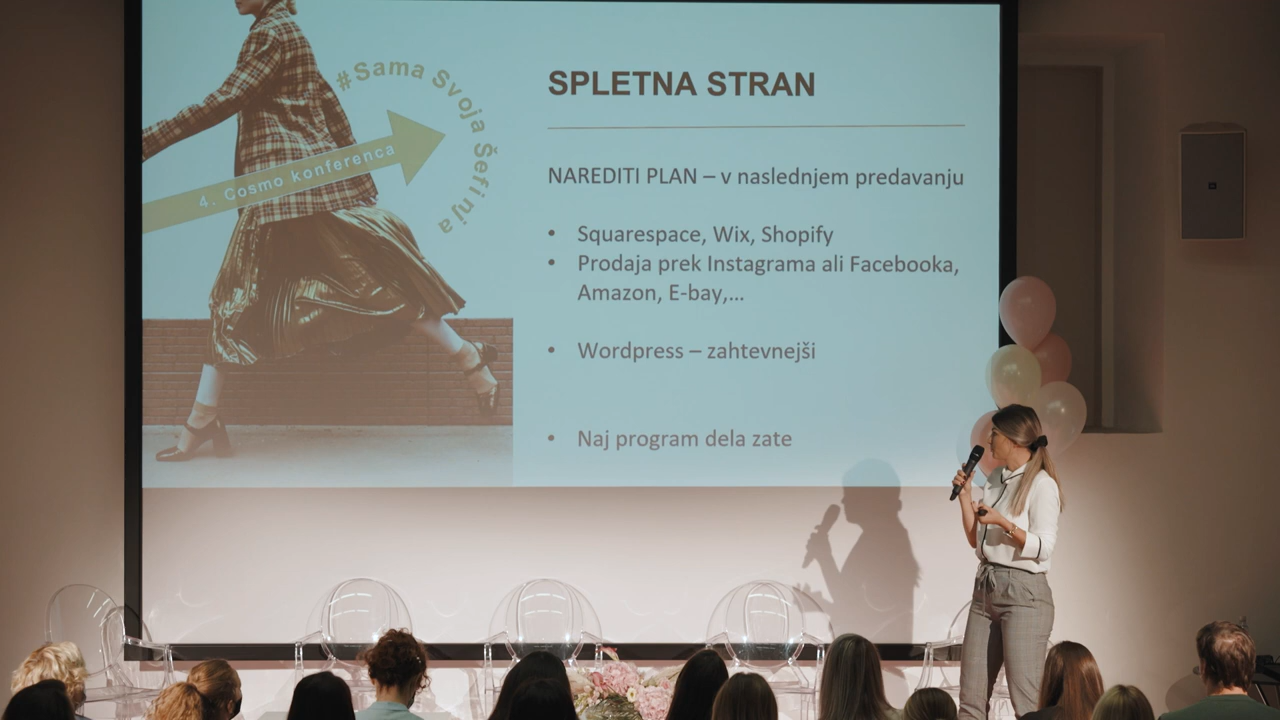 #Sama Svoja Šefinja
4. Cosmo konferenca
SPLETNA STRAN
NAREDITI PLAN – v naslednjem predavanju
• Squarespace, Wix, Shopify
• Prodaja prek Instagrama ali Facebooka,
Amazon, E-bay,...
• Wordpress – zahtevnejši
• Naj program dela zate